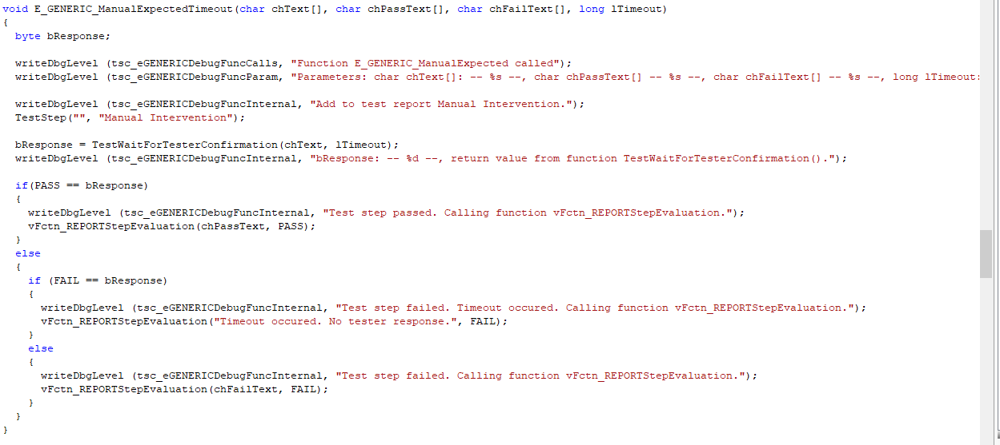 void E_GENERIC_ManualExpectedTimeout(char chText[], char chPassText[], char chFailText[], long lTimeout)
{
  byte bResponse;

  writeDbgLevel (tsc_eGENERICDebugFuncCalls, "Function E_GENERIC_ManualExpected called");
  writeDbgLevel (tsc_eGENERICDebugFuncParam, "Parameters: char chText[]: -- %s --, char chPassText[] -- %s --, char chFailText[] -- %s --, long lTimeout:

  writeDbgLevel (tsc_eGENERICDebugFuncInternal, "Add to test report Manual Intervention.");
  TestStep("", "Manual Intervention");

  bResponse = TestWaitForTesterConfirmation(chText, lTimeout);
  writeDbgLevel (tsc_eGENERICDebugFuncInternal, "bResponse: -- %d --, return value from function TestWaitForTesterConfirmation().");

  if(PASS == bResponse)
  {
    writeDbgLevel (tsc_eGENERICDebugFuncInternal, "Test step passed. Calling function vFctn_REPORTStepEvaluation.");
    vFctn_REPORTStepEvaluation(chPassText, PASS);
  }
  else
  {
    if (FAIL == bResponse)
    {
      writeDbgLevel (tsc_eGENERICDebugFuncInternal, "Test step failed. Timeout occured. Calling function vFctn_REPORTStepEvaluation.");
      vFctn_REPORTStepEvaluation("Timeout occured. No tester response.", FAIL);
    }
    else
    {
      writeDbgLevel (tsc_eGENERICDebugFuncInternal, "Test step failed. Calling function vFctn_REPORTStepEvaluation.");
      vFctn_REPORTStepEvaluation(chFailText, FAIL);
    }
  }
}